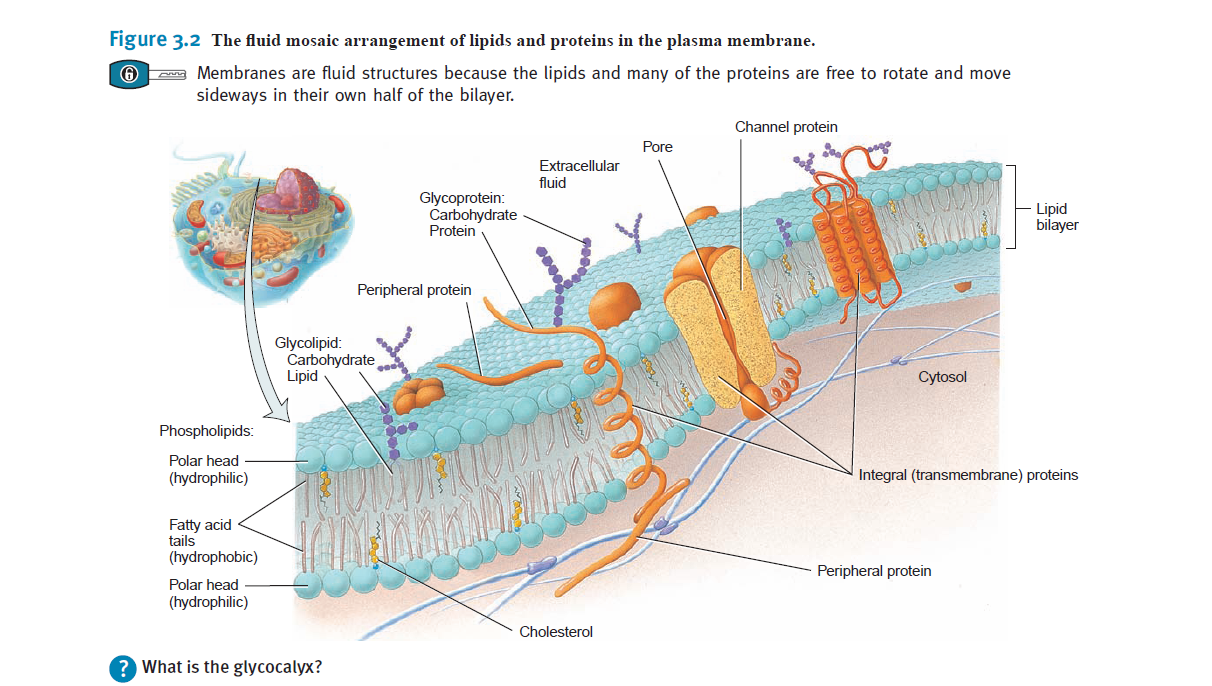 Figure 3.2 The fluid mosaic arrangement of lipids and proteins in the plasma membrane.
Membranes are fluid structures because the lipids and many of the proteins are free to rotate and move
sideways in their own half of the bilayer.
Channel protein
Pore
Extracellular
fluid
Glycoprotein:
Carbohydrate
Protein
Lipid
bilayer
Peripheral protein
Glycolipid:
Carbohydrate
Lipid
Cytosol
Phospholipids:
Polar head
(hydrophilic)
Integral (transmembrane) proteins
Fatty acid
tails
(hydrophobic)
Peripheral protein
Polar head
(hydrophilic)
Cholesterol
? What is the glycocalyx?